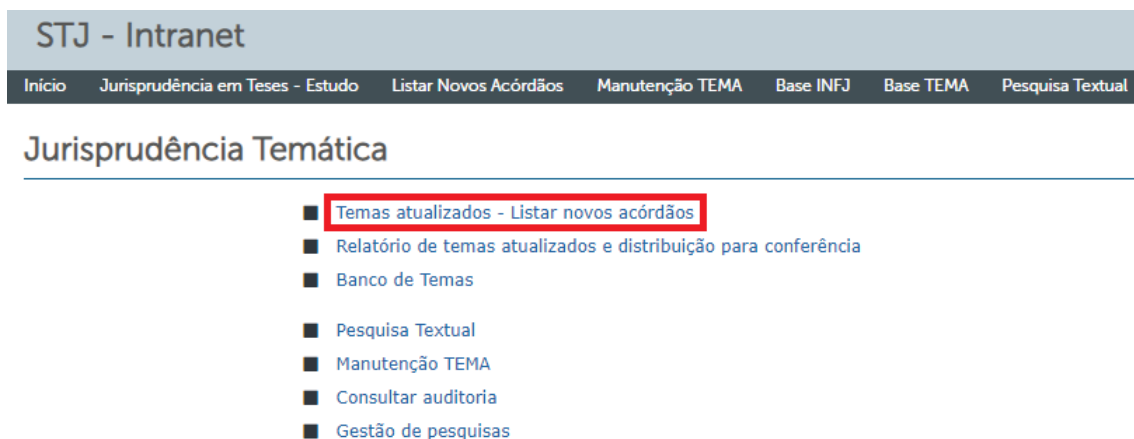 STJ - Intranet
Início Jurisprudência em Teses - Estudo Listar Novos Acórdãos Manutenção TEMA Base INFJ Base TEMA Pesquisa Textual
Jurisprudência Temática
Temas atualizados - Listar novos acórdãos
Relatório de temas atualizados e distribuição para conferência
Banco de Temas
Pesquisa Textual
Manutenção TEMA
Consultar auditoria
Gestão de pesquisas